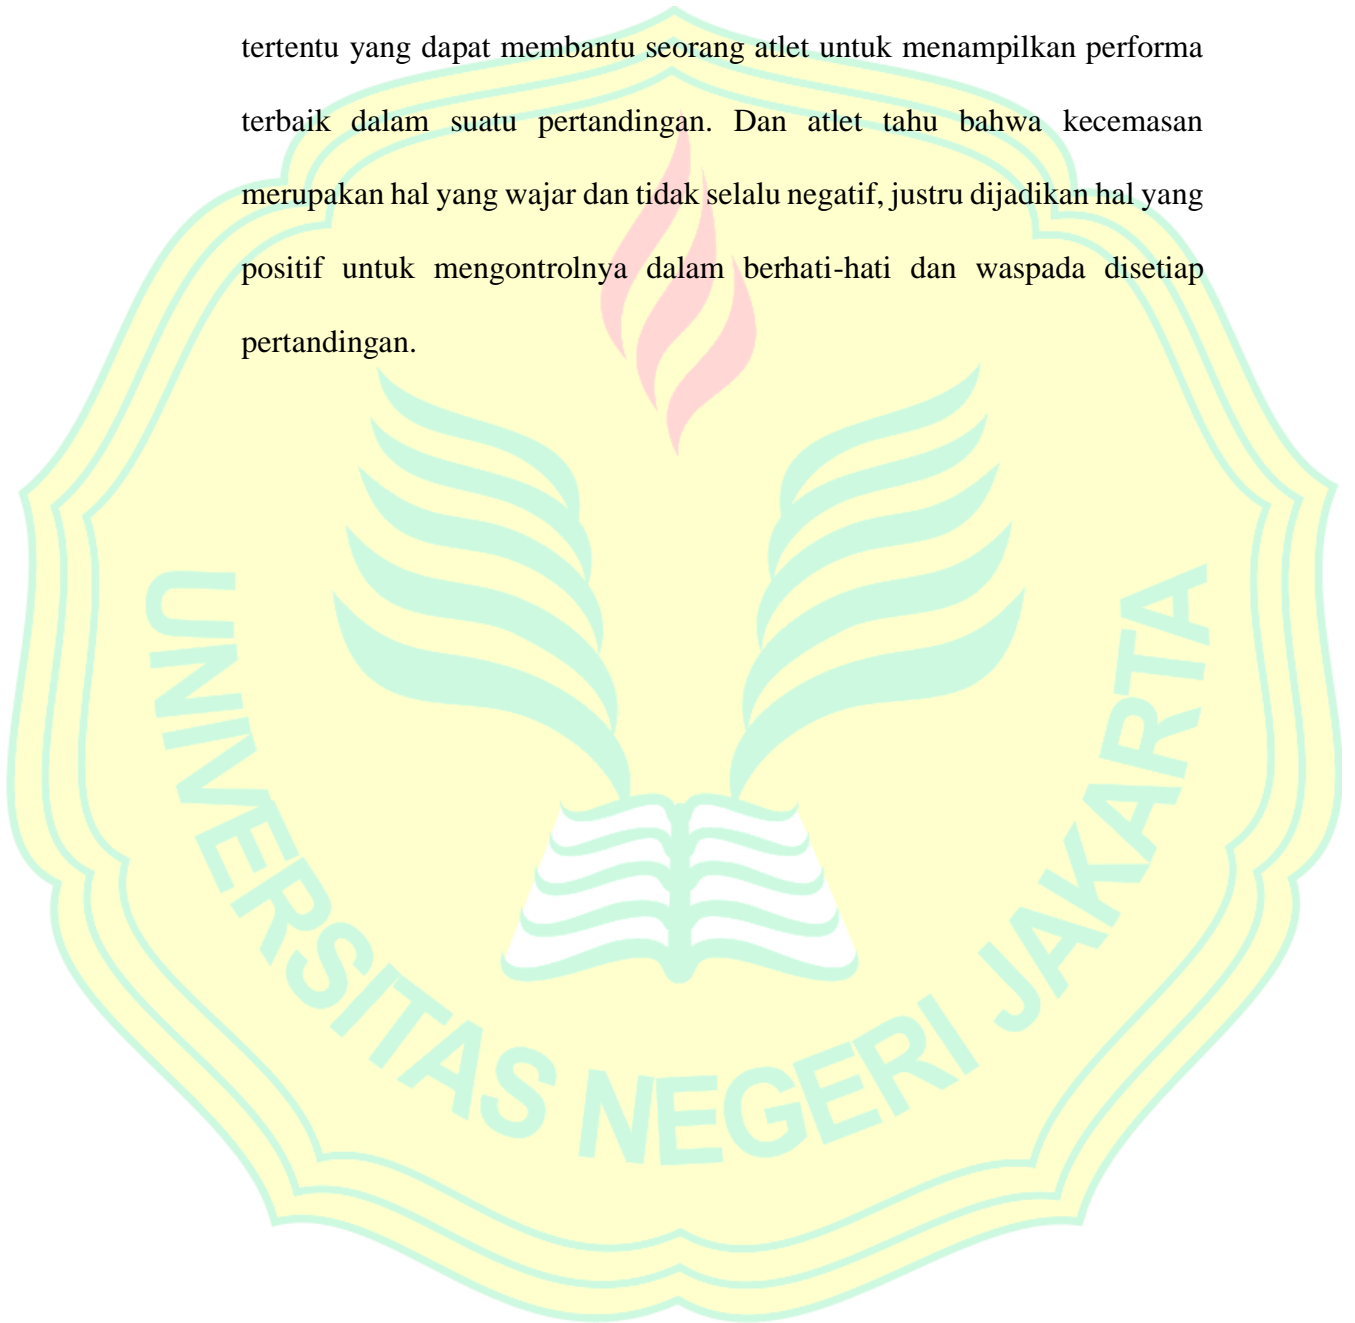 tertentu yang dapat membantu seorang atlet untuk menampilkan performa
terbaik dalam suatu pertandingan. Dan atlet tahu bahwa kecemasan
merupakan hal yang wajar dan tidak selalu negatif, justru dijadikan hal yang
positif untuk mengontrolnya dalam berhati-hati dan waspada disetiap
pertandingan.
UNIVERSITAS NEGERI JAKARTA